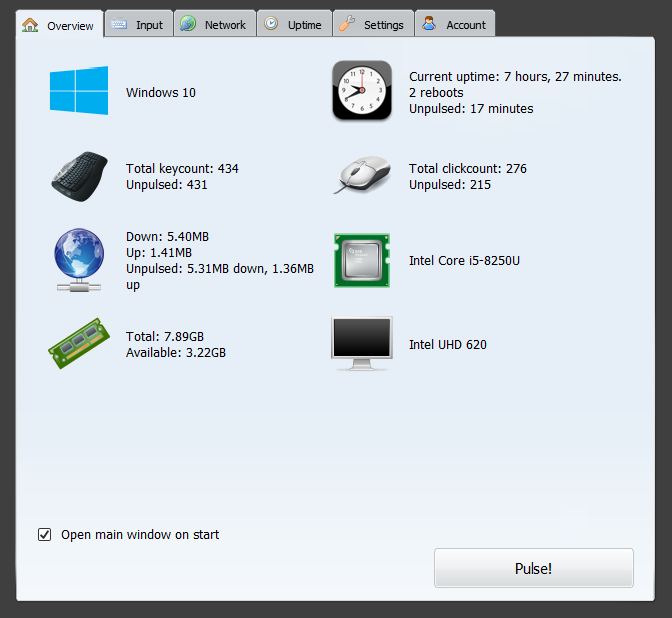 Overview
Input
Network
Uptime
Settings
Account
Windows 10
Current uptime: 7 hours, 27 minutes.
2 reboots
Unpulsed: 17 minutes
Total keycount: 434
Unpulsed: 431
Total clickcount: 276
Unpulsed: 215
Down: 5.40MB
Up: 1.41MB
Unpulsed: 5.31MB down, 1.36MB
up
Intel Core i5-8250U
Total: 7.89GB
Available: 3.22GB
Intel UHD 620
Open main window on start
Pulse!